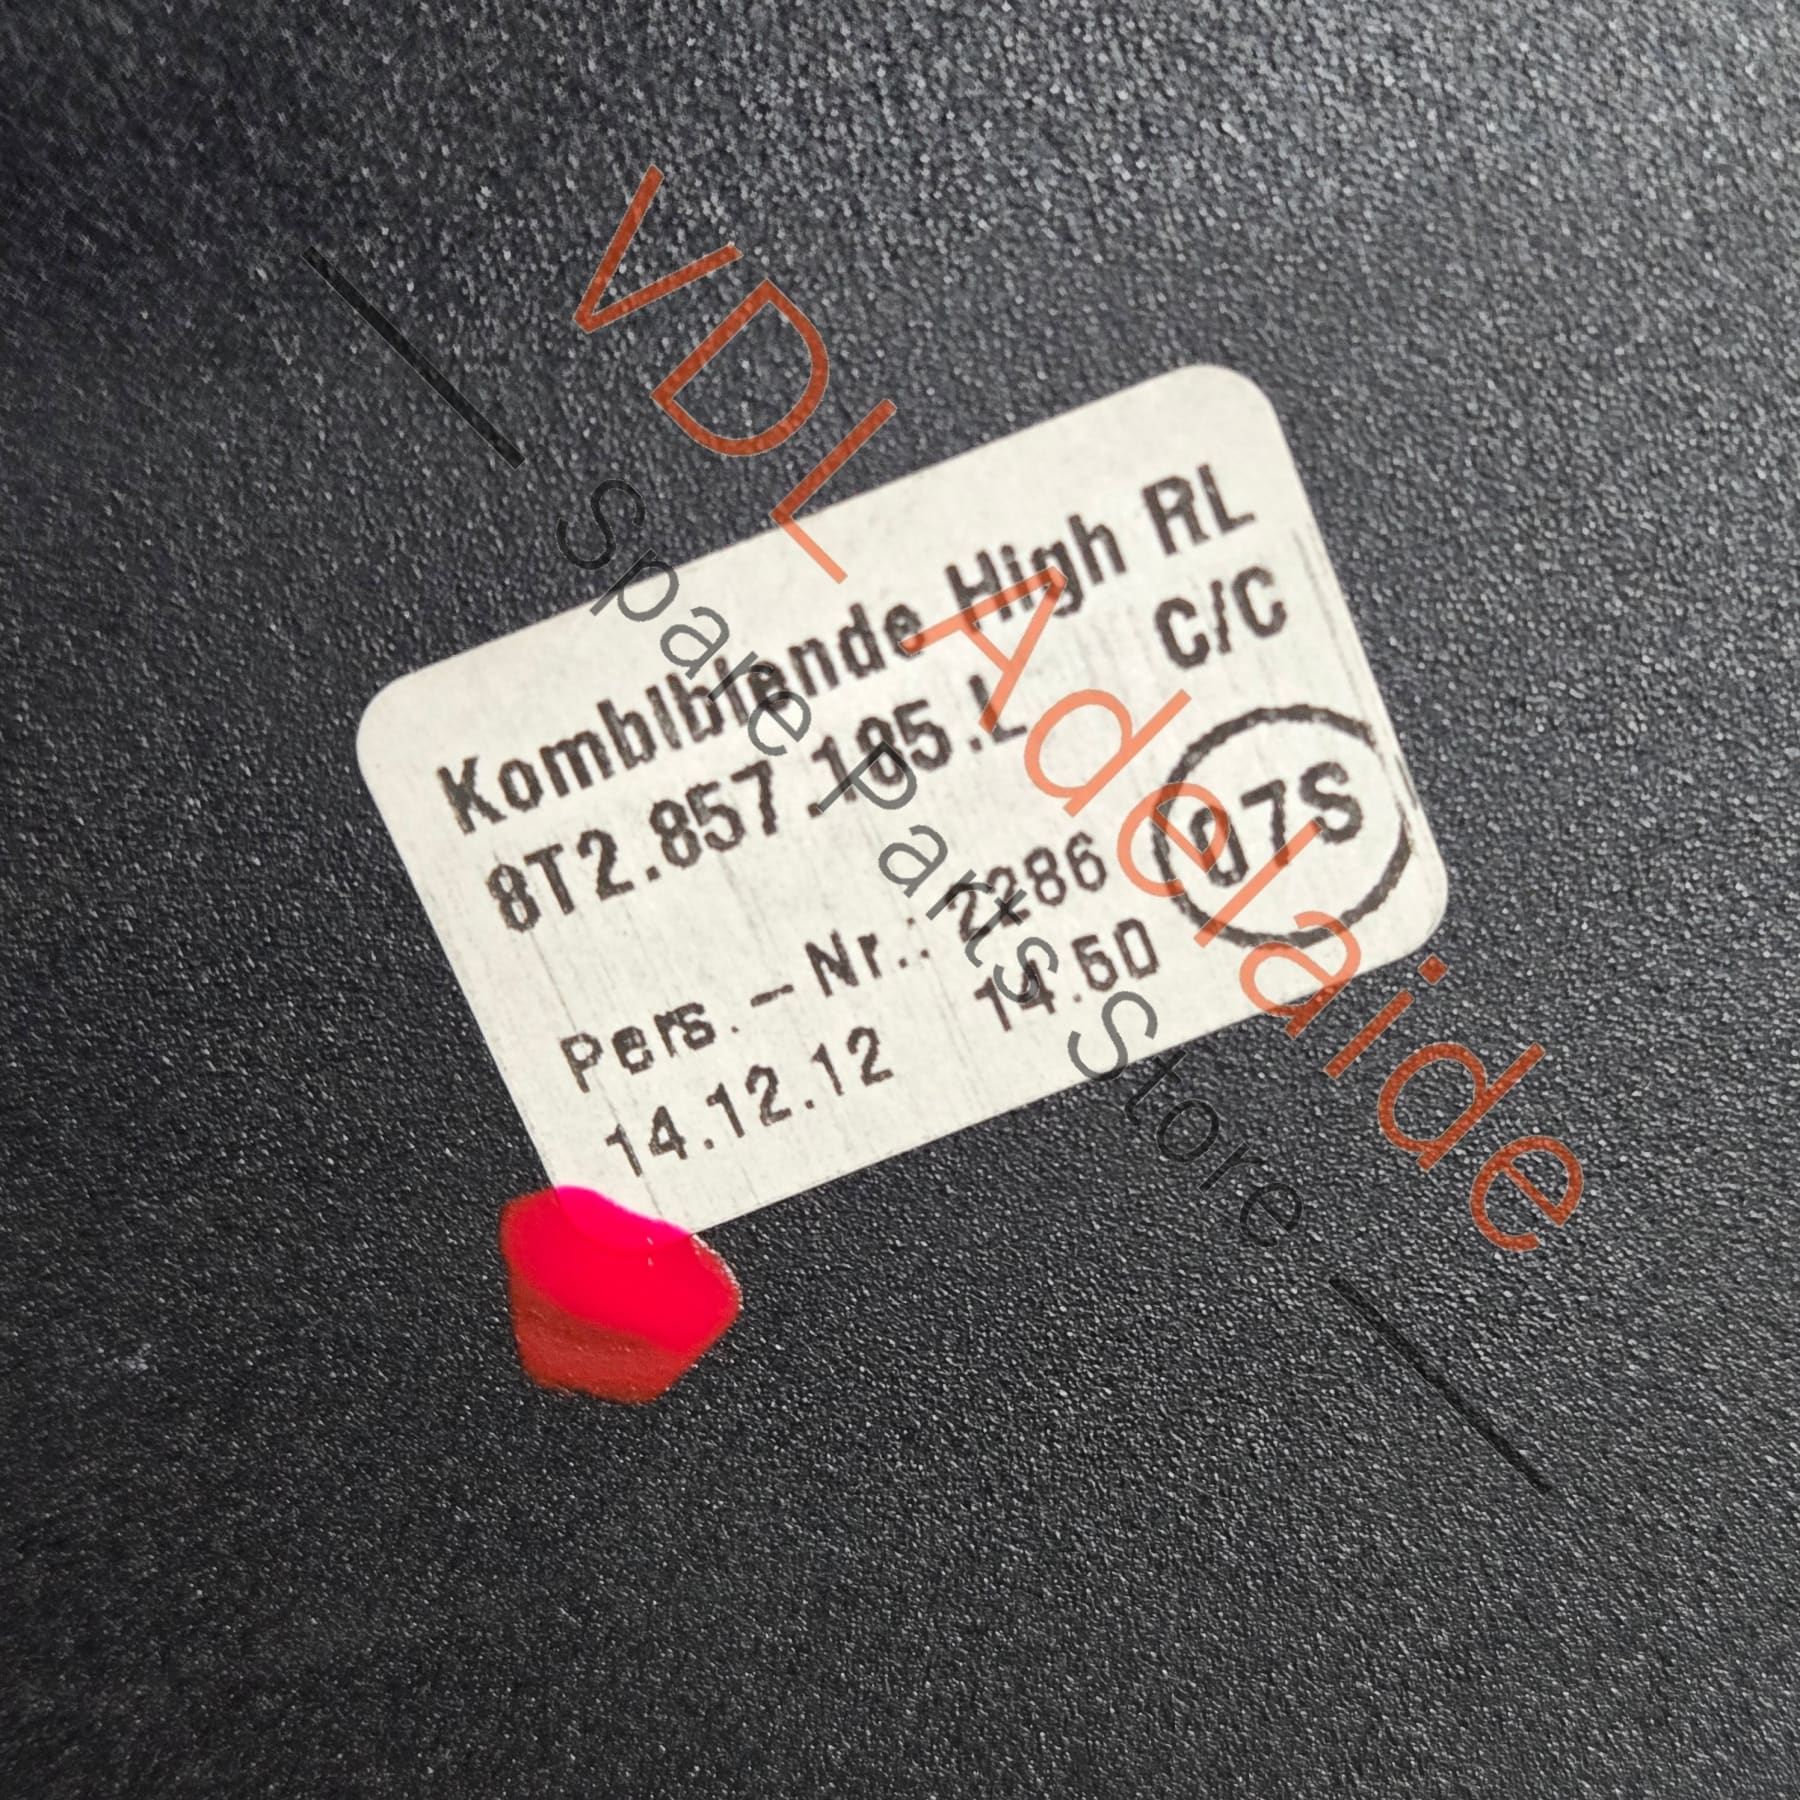 Kombiblende High RL
8T2.857.185.L C/C
07S
Pers.-Nr.: 2286
14.12.12 14.50
VDL Adelaide
Spare Parts Store